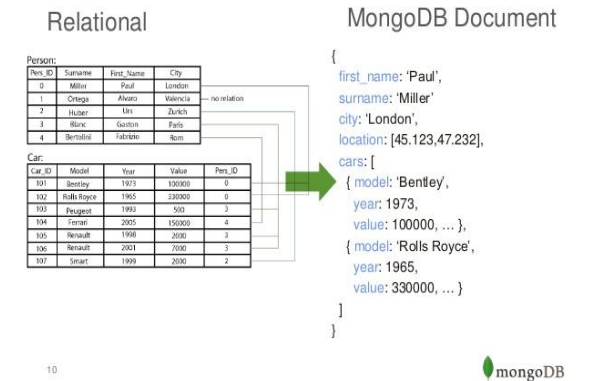 Relational
MongoDB Document
Person:
Pers_ID Surname First_Name City
0 Miller Paul London
1 Ortega Alvaro Valencia
no relation
2 Huber Urs Zurich
3 Blanc Gaston Paris
4 Bertolini Fabrizio Rom
Car:
Car_ID Model Year Value Pers_ID
101 Bentley 1973 100000 0
102 Rolls Royce 1965 330000 0
103 Peugeot 1993 500 3
104 Ferrari 2005 150000 4
105 Renault 1998 2000 3
106 Renault 2001 7000 3
107 Smart 1999 2000 2
{
first_name: ‘Paul’,
surname: ‘Miller’
city: ‘London’,
location: [45.123,47.232],
cars: [
{ model: ‘Bentley’,
year: 1973,
value: 100000, … },
{ model: ‘Rolls Royce’,
year: 1965,
value: 330000, … }
]
}
10
mongoDB